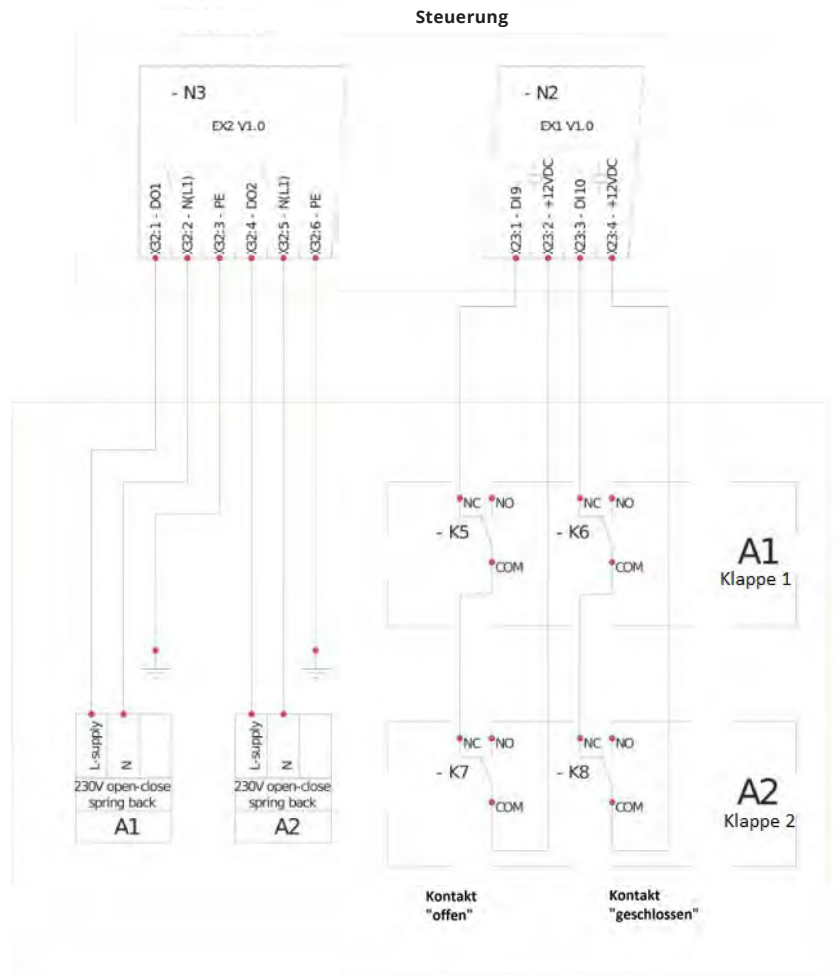 Steuerung
- N3
EX2 V1.0
X32:1 - DO1
X32:2 - N(L1)
X32:3 - PE
X32:4 - DO2
X32:5 - N(L1)
X32:6 - PE
- N2
EX1 V1.0
X23:1 - DI9
X23:2 - +12VDC
X23:3 - DI10
X23:4 - +12VDC
NC NO
- K5
COM
NC NO
- K6
COM
A1
Klappe 1
L-supply
N
230V open-close
spring back
A1
L-supply
N
230V open-close
spring back
A2
NC NO
- K7
COM
NC NO
- K8
COM
A2
Klappe 2
Kontakt
"offen"
Kontakt
"geschlossen"